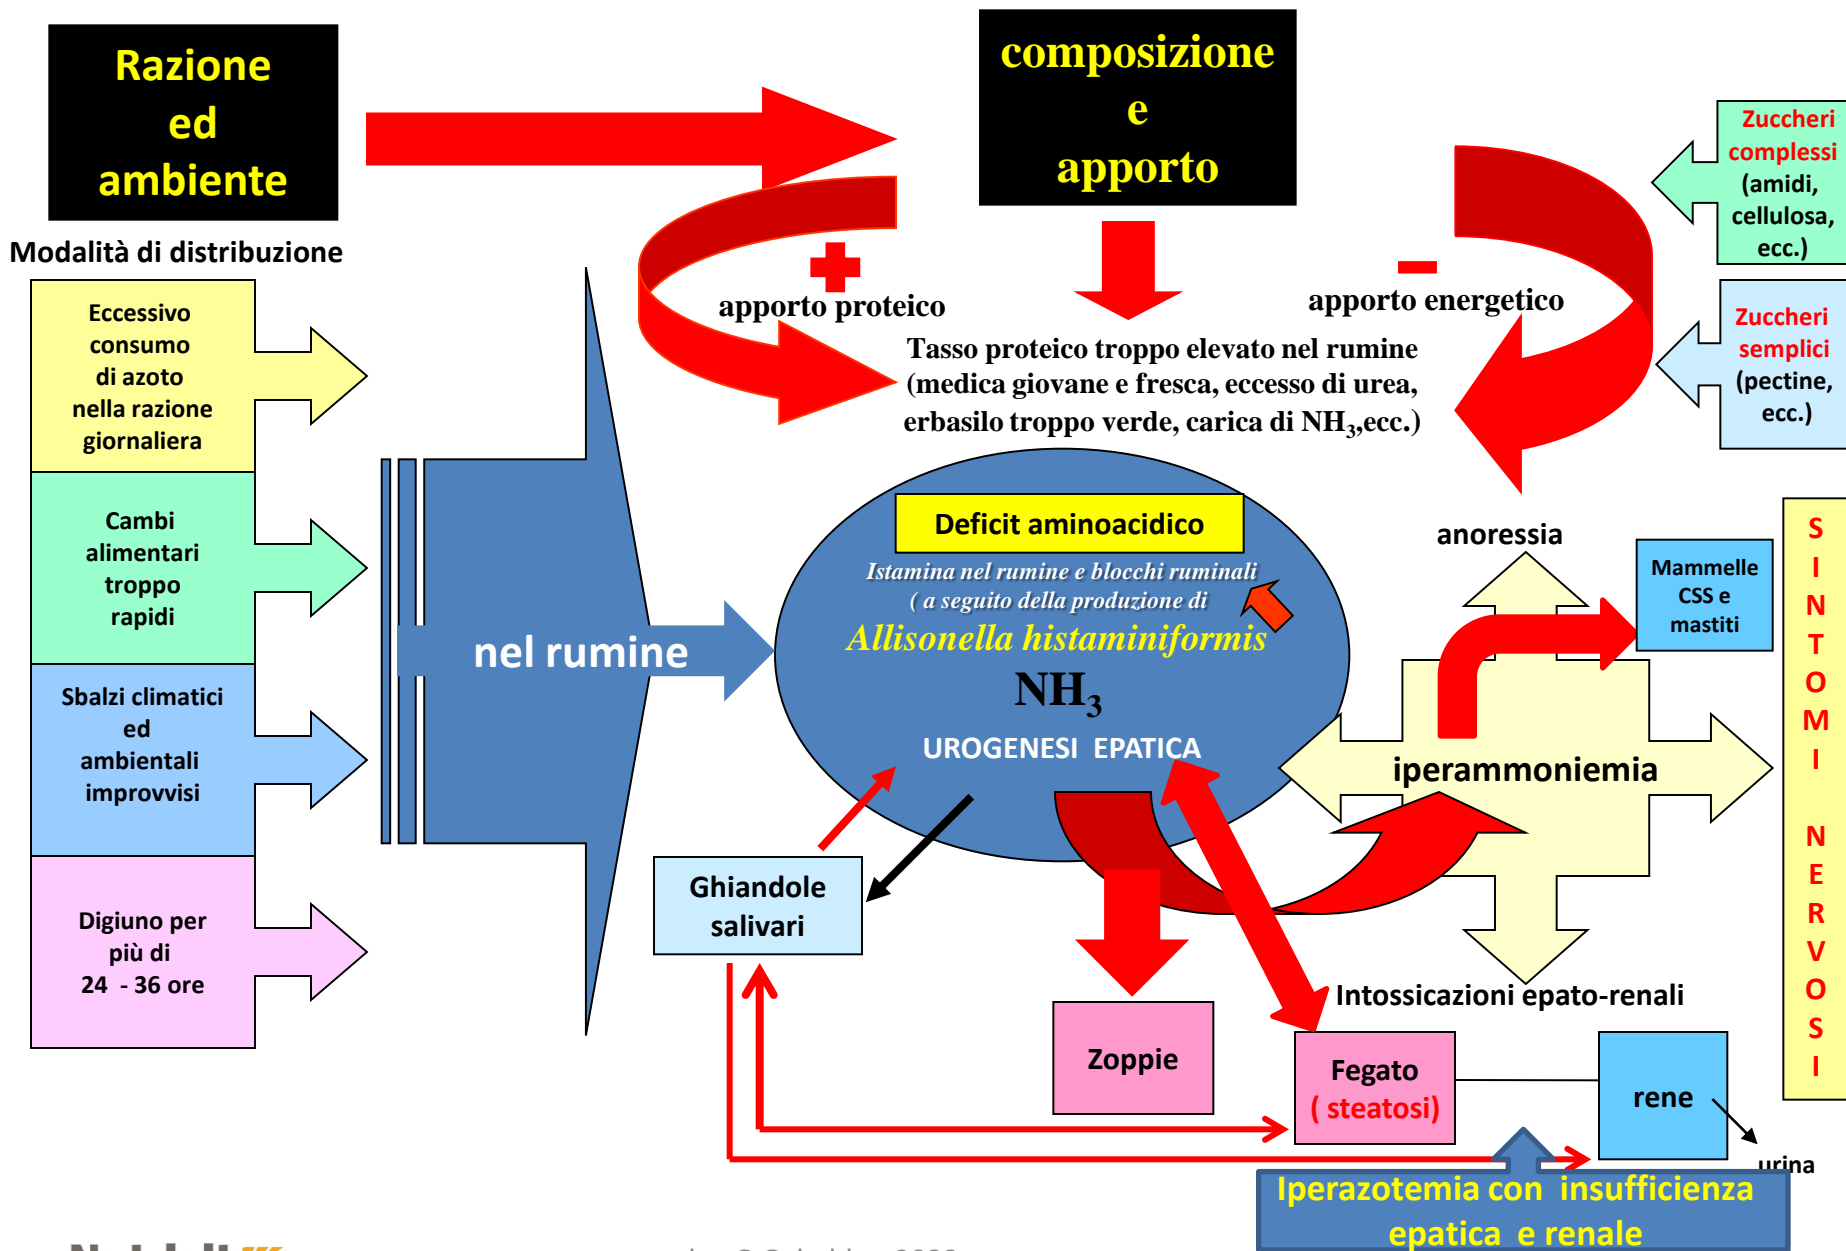 Razione
ed
ambiente
composizione
e
apporto
Zuccheri
complessi
(amidi,
cellulosa,
ecc.)
Modalità di distribuzione
+
apporto proteico
-
apporto energetico
Eccessivo
consumo
di azoto
nella razione
giornaliera
Zuccheri
semplici
(pectine,
ecc.)
Tasso proteico troppo elevato nel rumine
(medica giovane e fresca, eccesso di urea,
erbasilo troppo verde, carica di NH3,ecc.)
Cambi
alimentari
troppo
rapidi
Deficit aminoacidico
Istamina nel rumine e blocchi ruminali
( a seguito della produzione di
Allisonella histaminiformis
NH3
UROGENESI EPATICA
nel rumine
anoressia
Mammelle
CSS e
mastiti
SINTOMI
NERVOSI
Sbalzi climatici
ed
ambientali
improvvisi
iperammoniemia
Digiuno per
più di
24 - 36 ore
Ghiandole
salivari
Intossicazioni epato-renali
Zoppie
Fegato
( steatosi)
rene
urina
Iperazotemia con insufficienza
epatica e renale